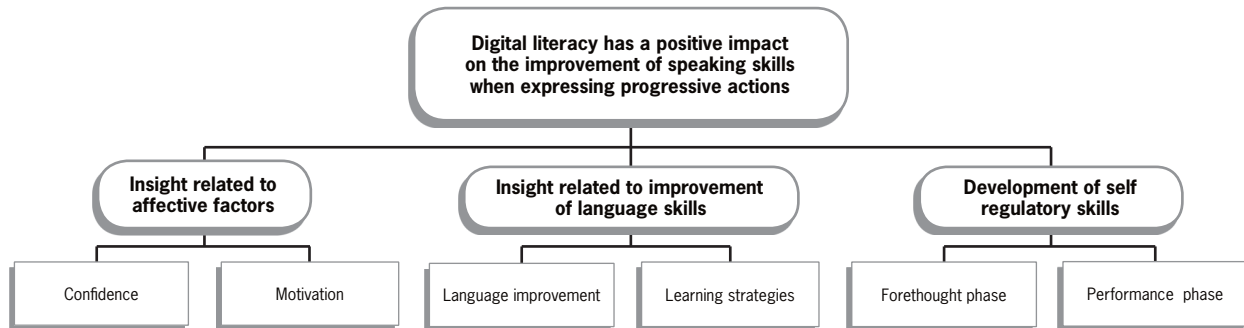 Digital literacy has a positive impact
on the improvement of speaking skills
when expressing progressive actions
Insight related to
affective factors
Insight related to improvement
of language skills
Development of self
regulatory skills
Confidence
Motivation
Language improvement
Learning strategies
Forethought phase
Performance phase